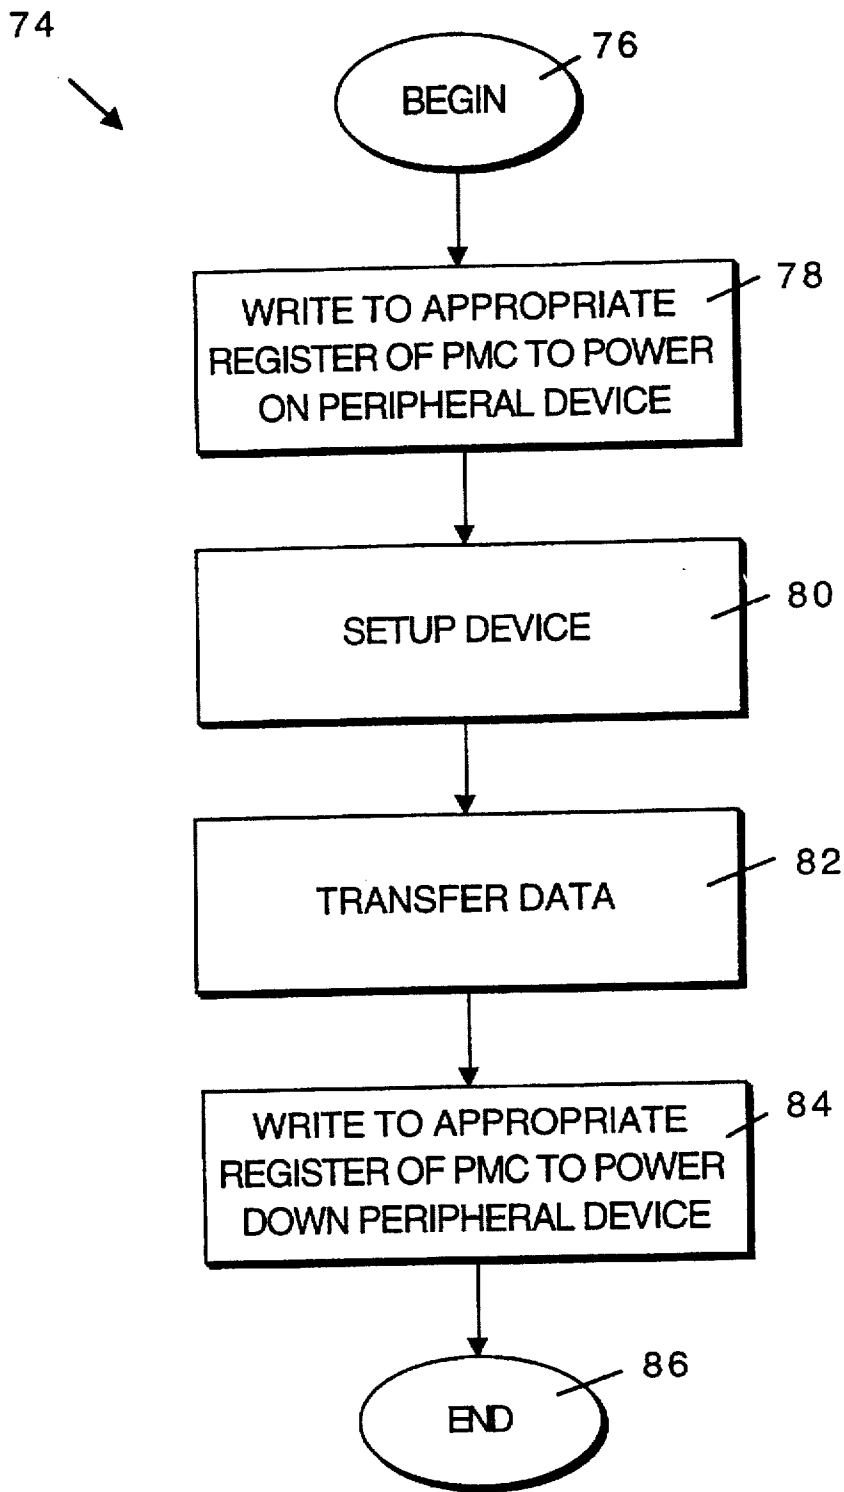 74
76
BEGIN
78
WRITE TO APPROPRIATE
REGISTER OF PMC TO POWER
ON PERIPHERAL DEVICE
80
SETUP DEVICE
82
TRANSFER DATA
84
WRITE TO APPROPRIATE
REGISTER OF PMC TO POWER
DOWN PERIPHERAL DEVICE
86
END